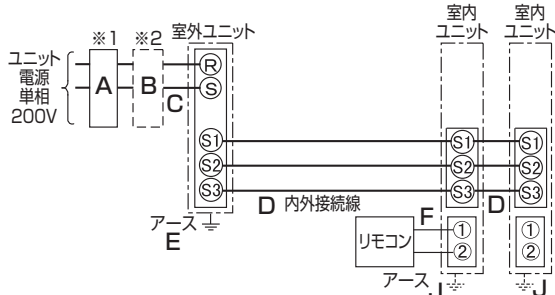 ※1
※2
室外ユニット
室内
ユニット
室内
ユニット
ユニット
電源
単相
200V
A
B
C
R
S
S1
S2
S3
S1
S2
S3
S1
S2
S3
D 内外接続線
D
アース
E
リモコン
F
①
②
①
②
アース
J
J